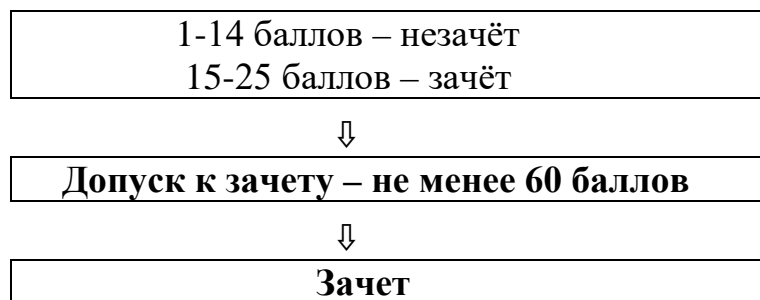 1-14 баллов – незачёт
15-25 баллов – зачёт
⇩
Допуск к зачету – не менее 60 баллов
⇩
Зачет